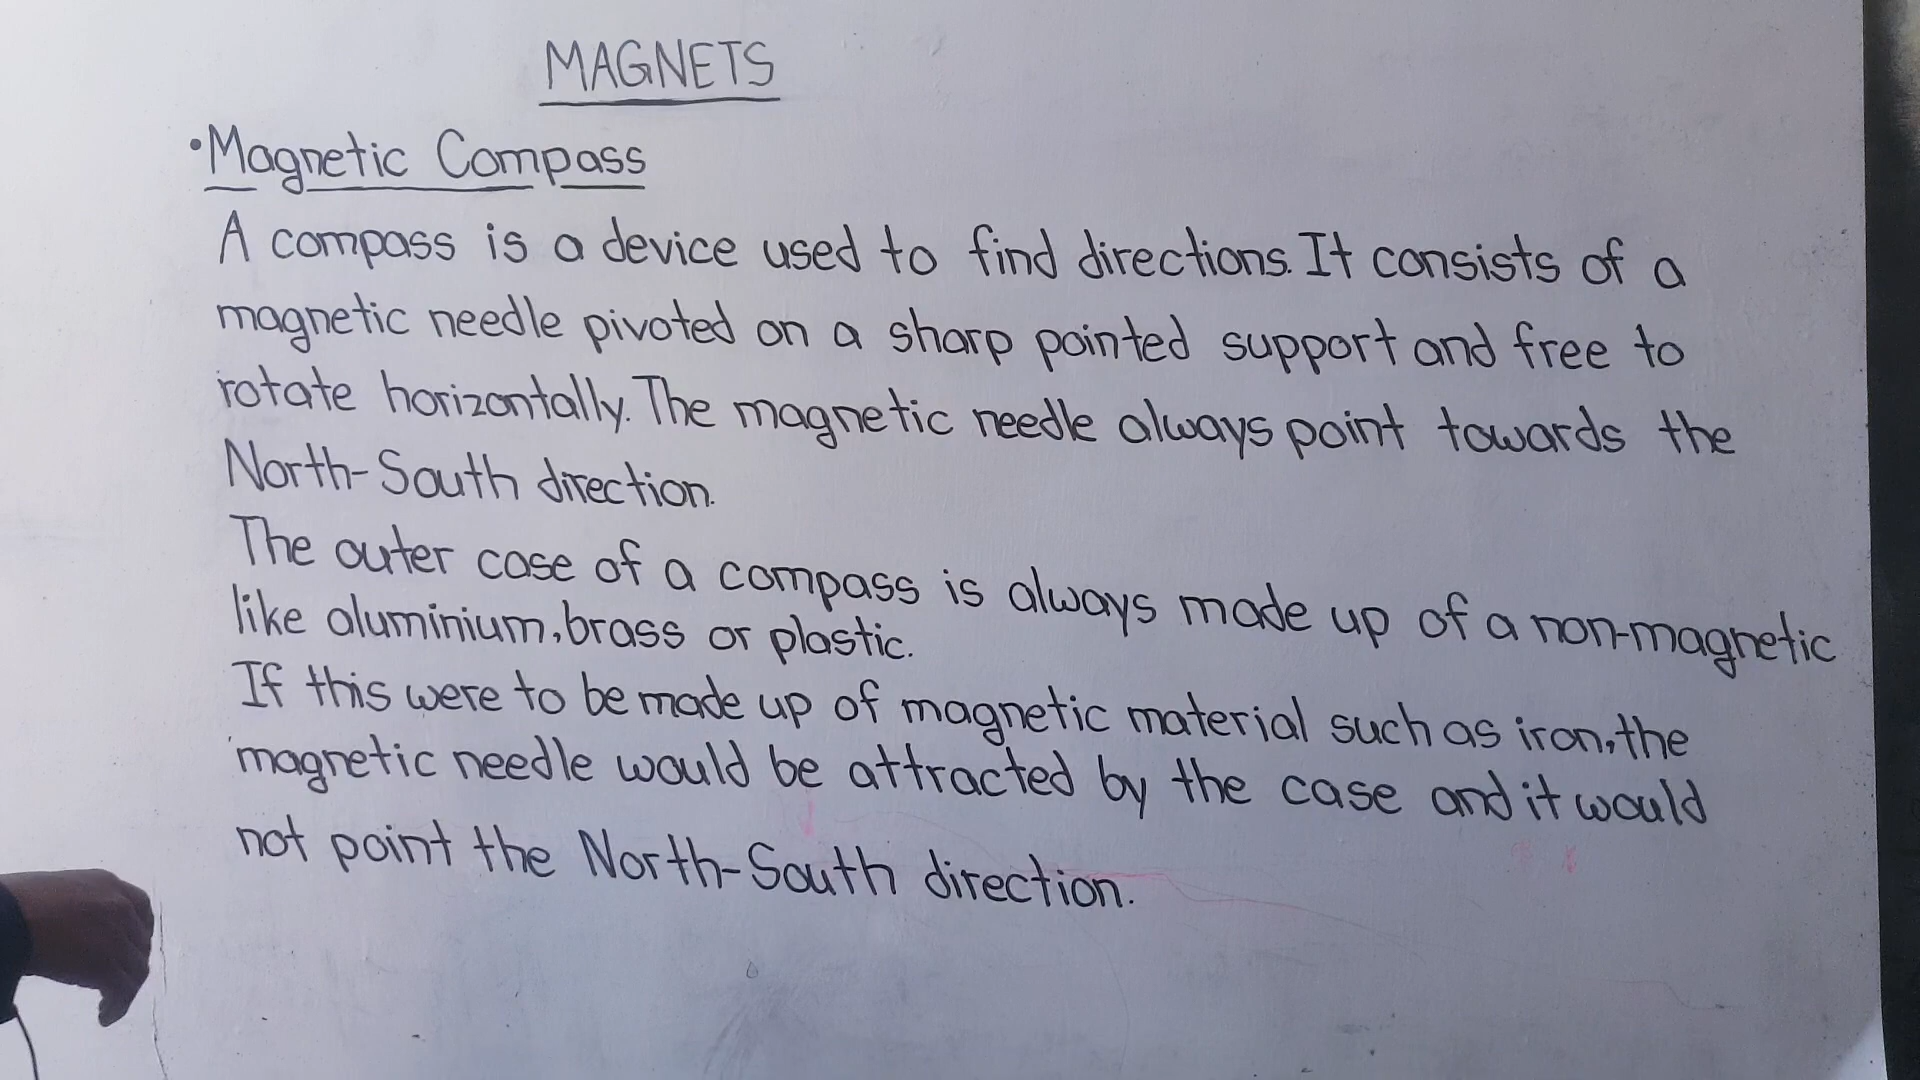 MAGNETS
•Magnetic Compass
A compass is a device used to find directions. It consists of a
magnetic needle pivoted on a sharp pointed support and free to
rotate horizontally. The magnetic needle always point towards the
North-South direction.
The outer case of a compass is always made up of a non-magnetic
like aluminium, brass or plastic.
If this were to be made up of magnetic material such as iron, the
magnetic needle would be attracted by the case and it would
not point the North-South direction.